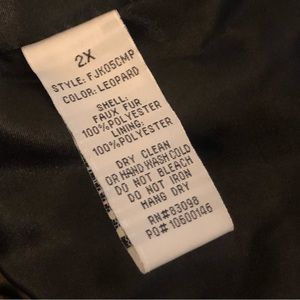 2X
STYLE: FJK05CMP
COLOR: LEOPARD
SHELL:
FAUX FUR
100%POLYESTER
LINING:
100%POLYESTER
DRY CLEAN
OR HAND WASH COLD
DO NOT BLEACH
DO NOT IRON
HANG DRY
RN#83098
PO# 10600146